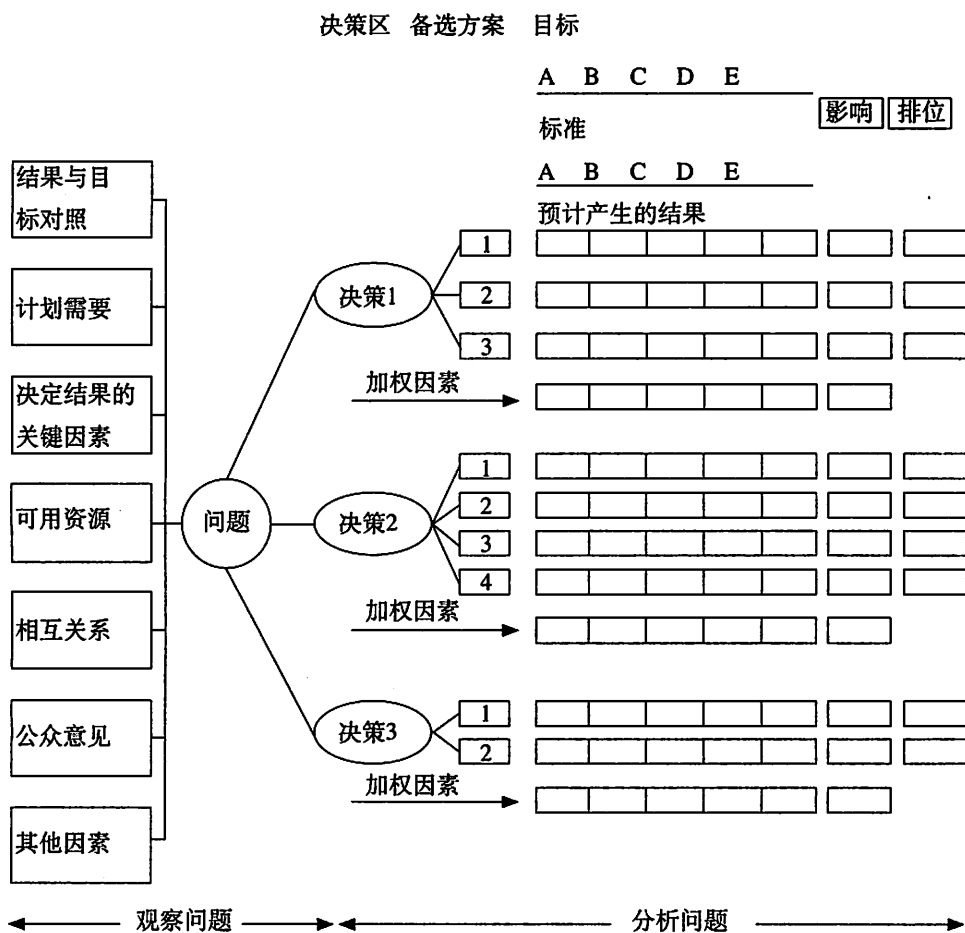 决策区 备选方案 目标
A B C D E
影响 排位
标准
A B C D E
预计产生的结果
结果与目
标对照
计划需要
决定结果的
关键因素
可用资源
相互关系
公众意见
其他因素
问题
决策1
1
2
3
加权因素
决策2
1
2
3
4
加权因素
决策3
1
2
加权因素
观察问题
分析问题